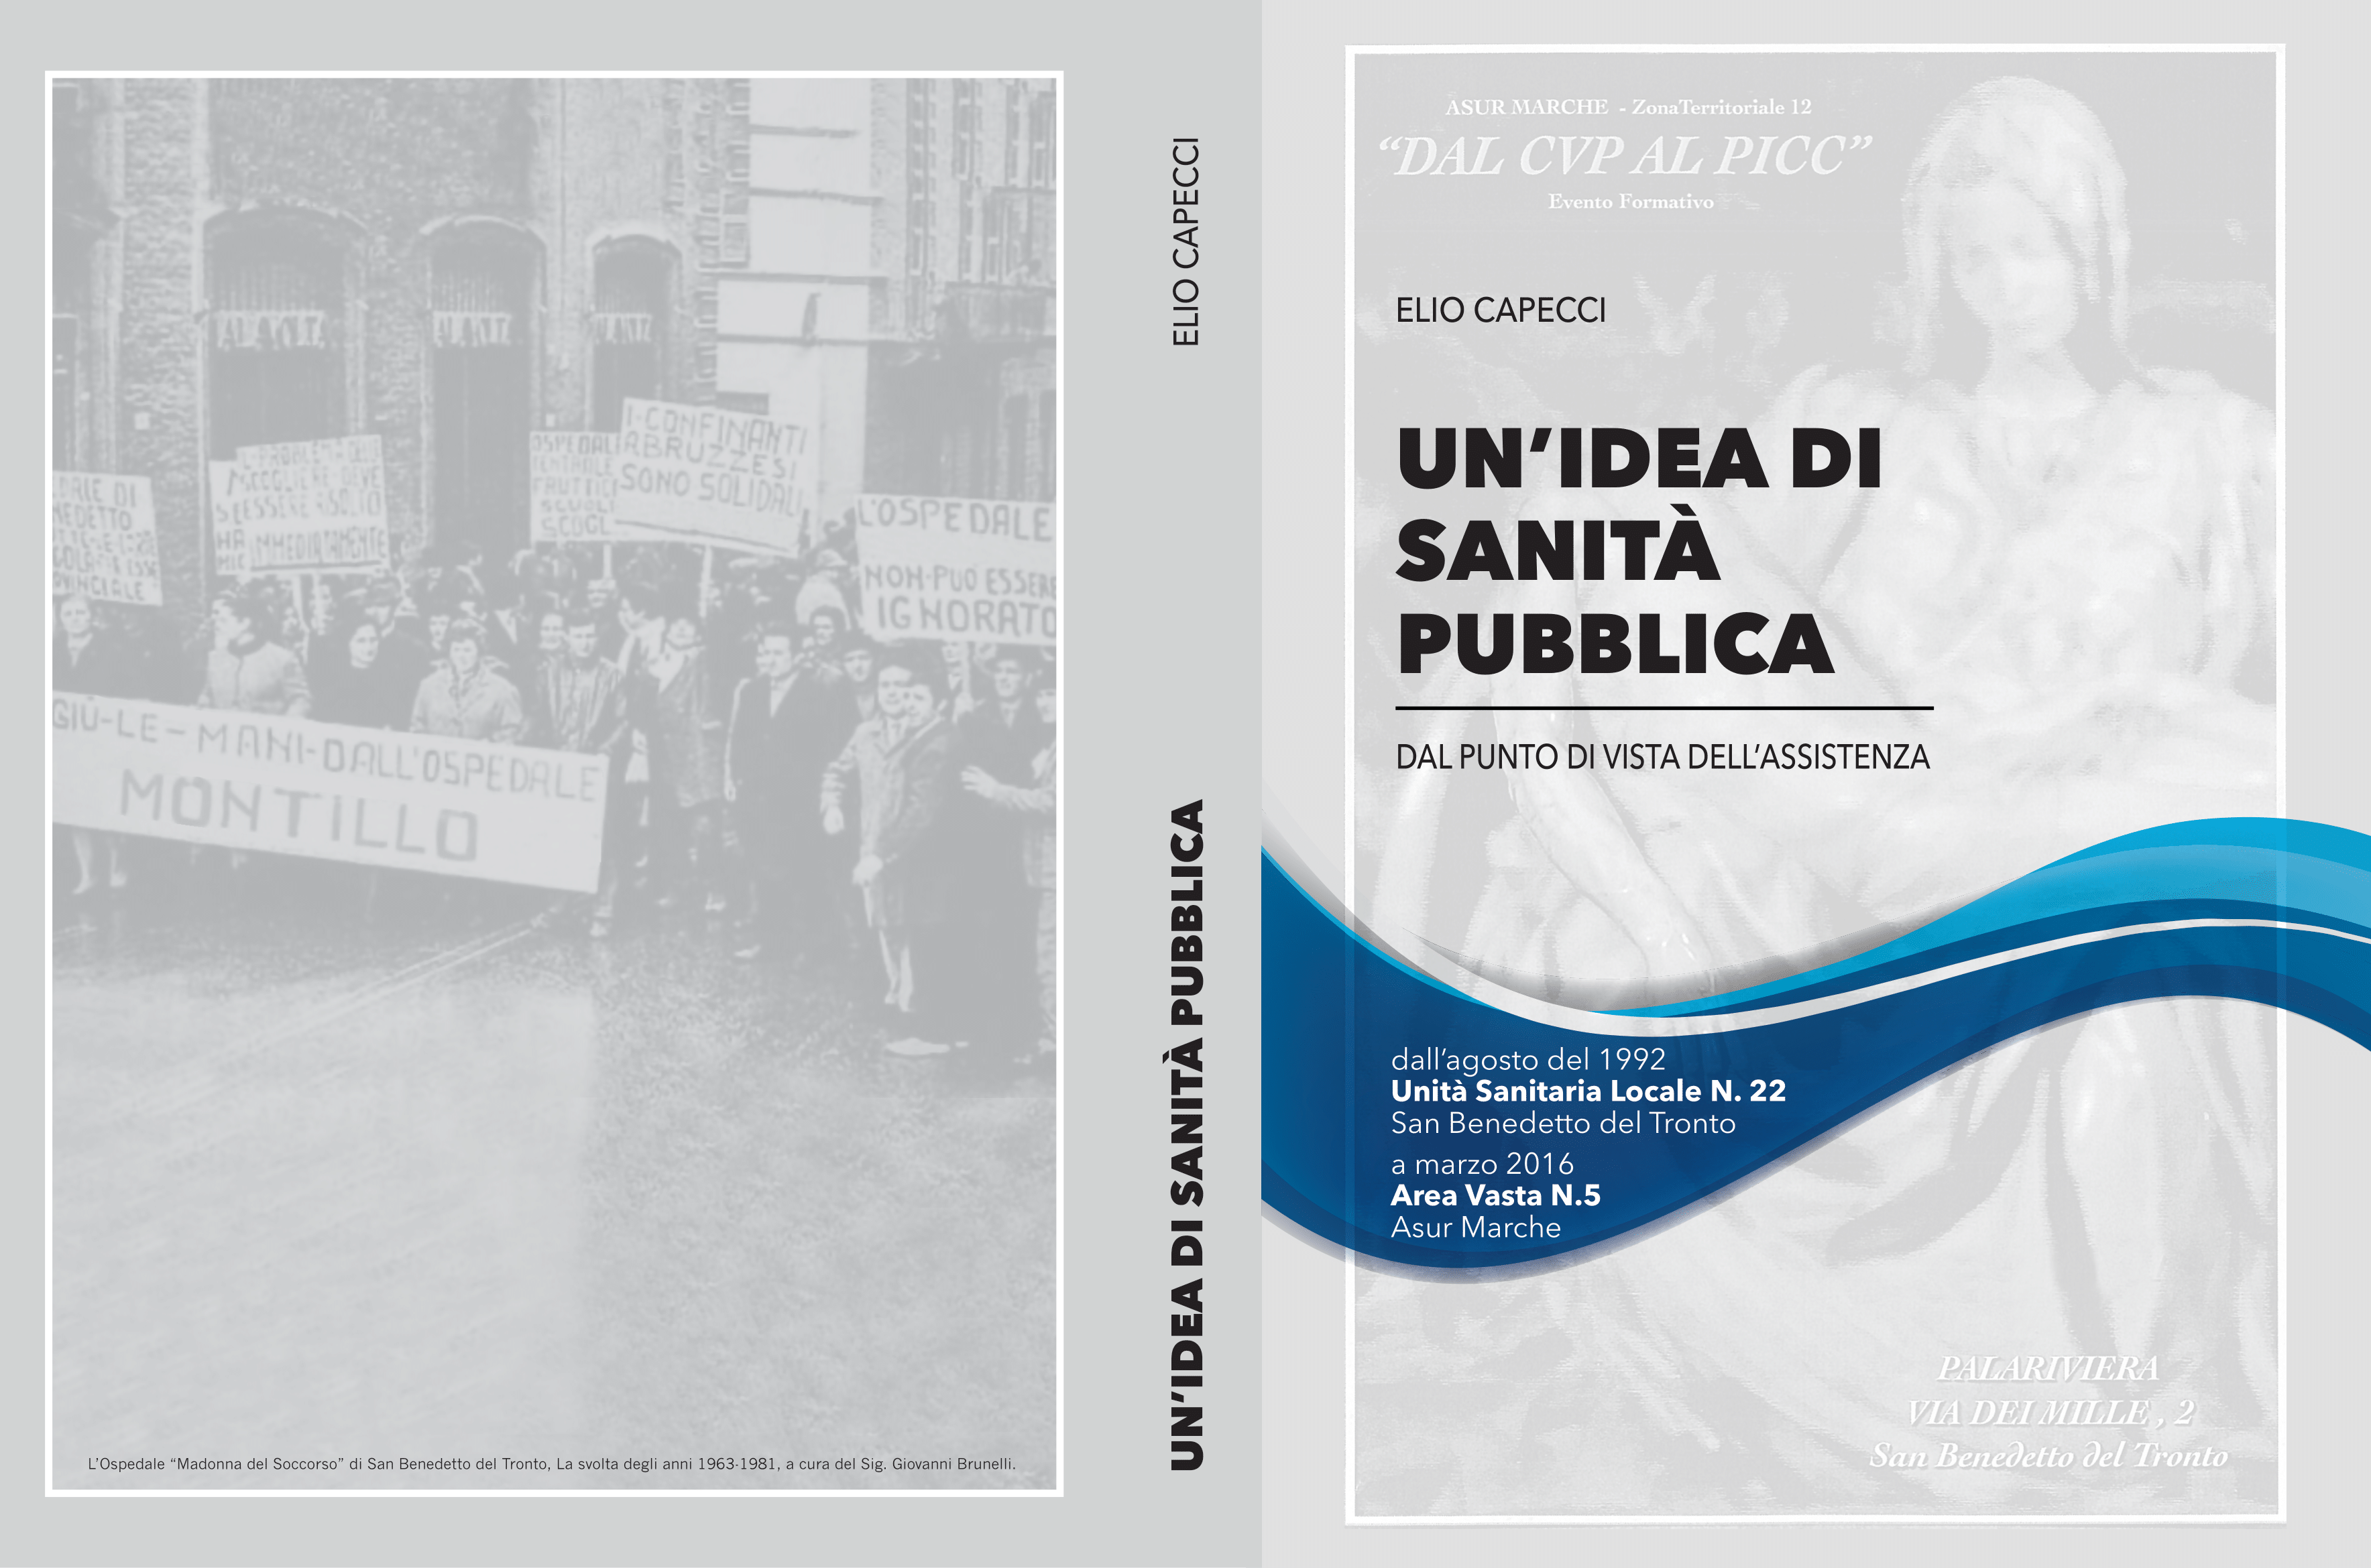 I-CONFINANTI
ABRUZZESI
SONO SOLIDALI
L'OSPEDALE
NON-PUÓ ESSERE
IGNORATO
ESSERE RISOLTO
IMMEDIATAMENTE
GIÙ-LE-MANI-DALL'OSPEDALE
MONTILLO
L'Ospedale “Madonna del Soccorso” di San Benedetto del Tronto, La svolta degli anni 1963-1981, a cura del Sig. Giovanni Brunelli.
ELIO CAPECCI
UN'IDEA DI SANITÀ PUBBLICA
ASUR MARCHE - ZonaTerritoriale 12
“DAL CVP AL PICC”
Evento Formativo
ELIO CAPECCI
UN'IDEA DI
SANITÀ
PUBBLICA
DAL PUNTO DI VISTA DELL'ASSISTENZA
dall'agosto del 1992
Unità Sanitaria Locale N. 22
San Benedetto del Tronto
a marzo 2016
Area Vasta N.5
Asur Marche
PALARIVIERA
VIA DEI MILLE , 2
San Benedetto del Tronto